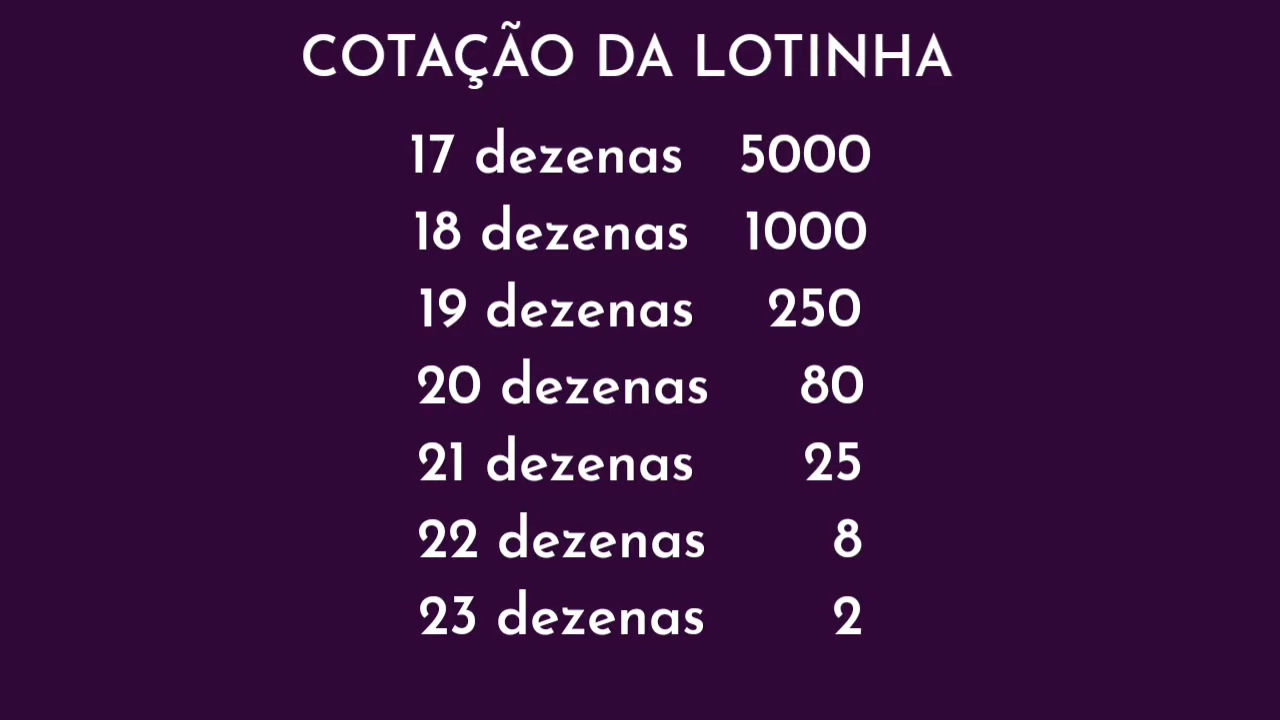 COTAÇÃO DA LOTINHA
17 dezenas 5000
18 dezenas 1000
19 dezenas 250
20 dezenas 80
21 dezenas 25
22 dezenas 8
23 dezenas 2